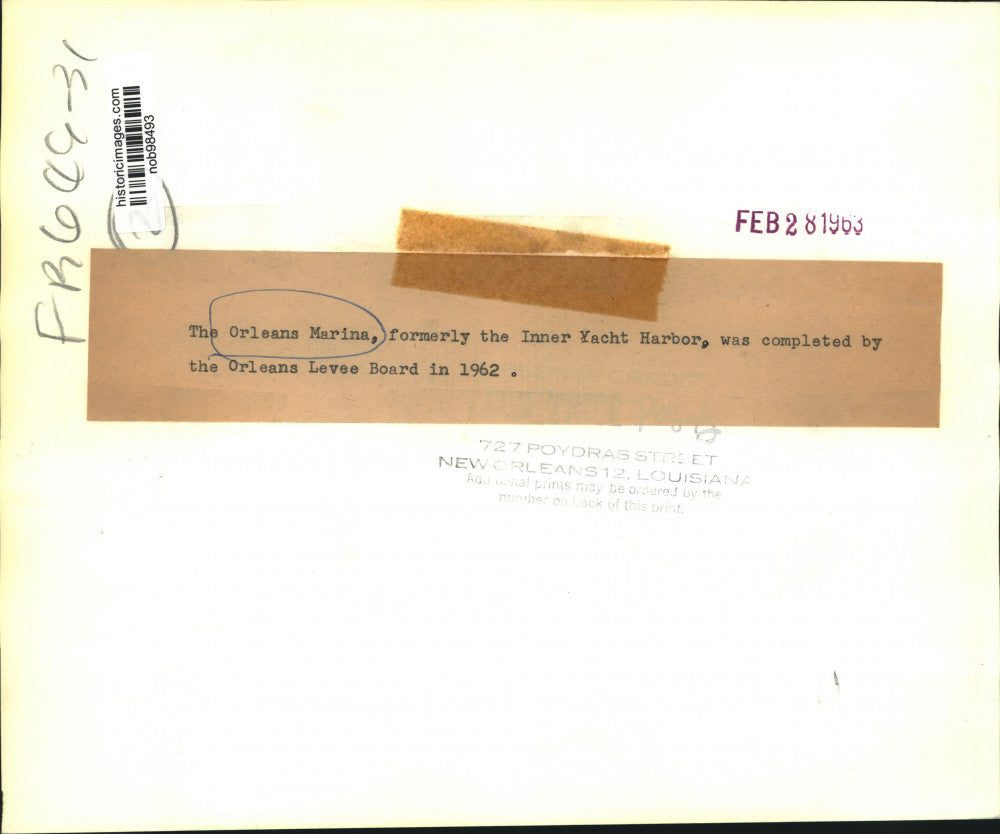 historicimages.com
nob98493
FEB 28 1963
The Orleans Marina, formerly the Inner Yacht Harbor, was completed by
the Orleans Levee Board in 1962 .
727 POYDRAS STREET
NEW ORLEANS 12, LOUISIANA
Additional prints may be ordered by the
number on back of this print.